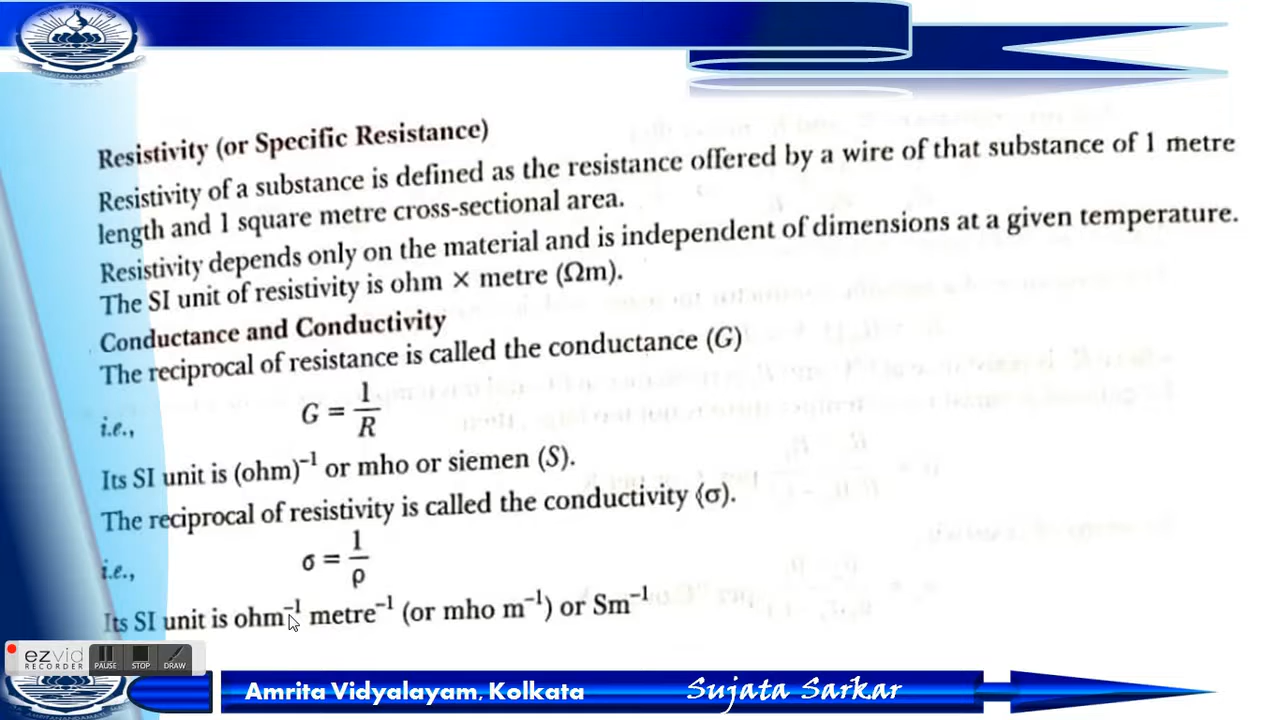 Resistivity (or Specific Resistance)
Resistivity of a substance is defined as the resistance offered by a wire of that substance of 1 metre
length and 1 square metre cross-sectional area.
Resistivity depends only on the material and is independent of dimensions at a given temperature.
The SI unit of resistivity is ohm × metre (Ωm).
Conductance and Conductivity
The reciprocal of resistance is called the conductance (G)
i.e., G = 1/R
Its SI unit is (ohm)⁻¹ or mho or siemen (S).
The reciprocal of resistivity is called the conductivity (σ).
i.e., σ = 1/ρ
Its SI unit is ohm⁻¹ metre⁻¹ (or mho m⁻¹) or Sm⁻¹
ezvid
RECORDER
PAUSE STOP DRAW
Amrita Vidyalayam, Kolkata Sujata Sarkar